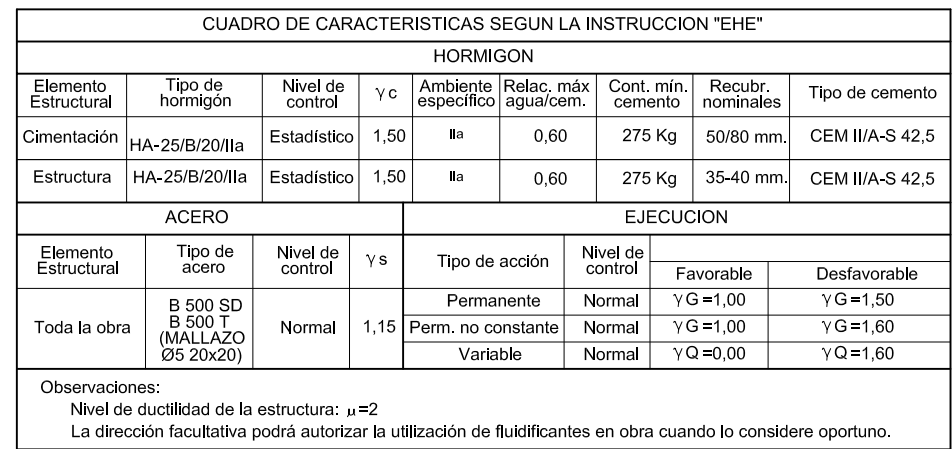 CUADRO DE CARACTERISTICAS SEGUN LA INSTRUCCION "EHE"
HORMIGON
Elemento Estructural Tipo de hormigón Nivel de control γc Ambiente específico Relac. máx agua/cem. Cont. mín. cemento Recubr. nominales Tipo de cemento
Cimentación HA-25/B/20/IIa Estadístico 1,50 IIa 0,60 275 Kg 50/80 mm. CEM II/A-S 42,5
Estructura HA-25/B/20/IIa Estadístico 1,50 IIa 0,60 275 Kg 35-40 mm. CEM II/A-S 42,5
ACERO EJECUCION
Elemento Estructural Tipo de acero Nivel de control γs Tipo de acción Nivel de control Favorable Desfavorable
Toda la obra B 500 SD B 500 T (MALLAZO Ø5 20x20) Normal 1,15
Permanente Normal γG=1,00 γG=1,50
Perm. no constante Normal γG=1,00 γG=1,60
Variable Normal γQ=0,00 γQ=1,60
Observaciones:
Nivel de ductilidad de la estructura: μ=2
La dirección facultativa podrá autorizar la utilización de fluidificantes en obra cuando lo considere oportuno.